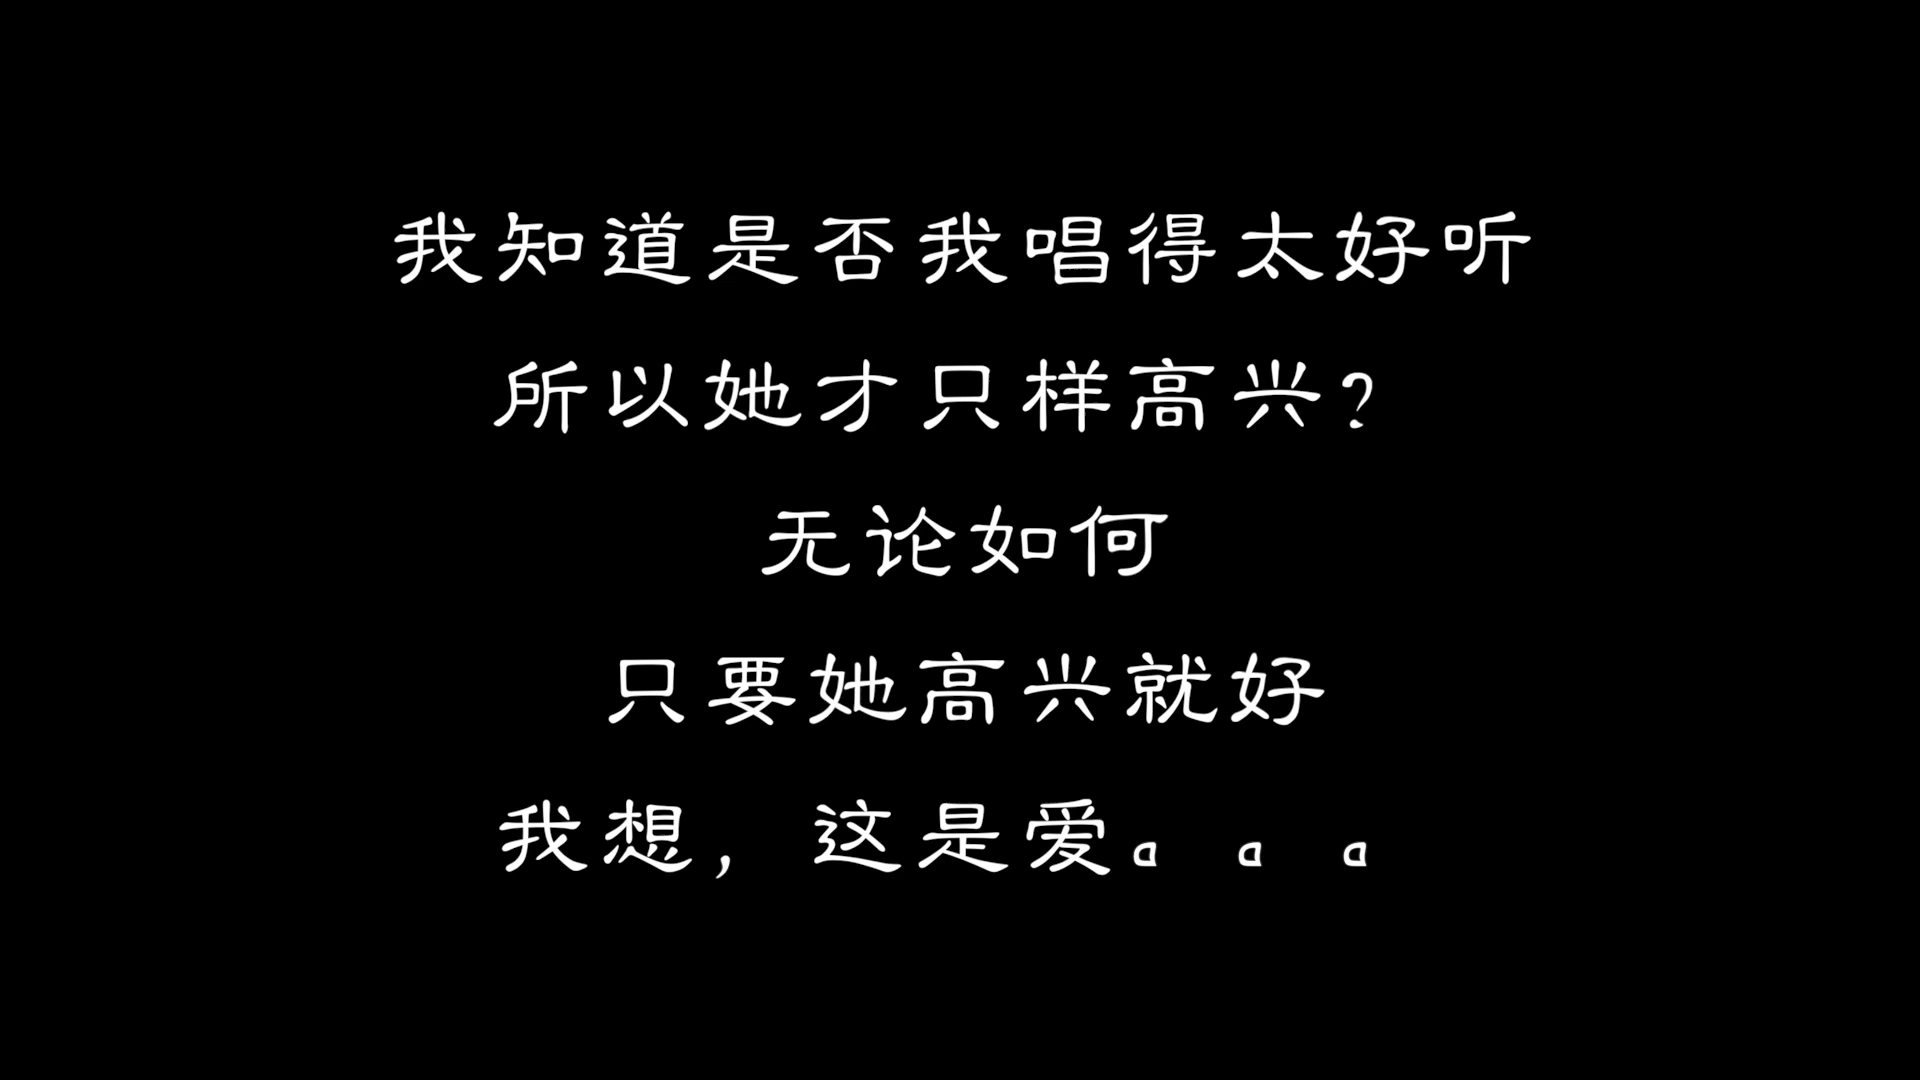 我知道是否我唱得太好听
所以她才只样高兴？
无论如何
只要她高兴就好
我想，这是爱。。。